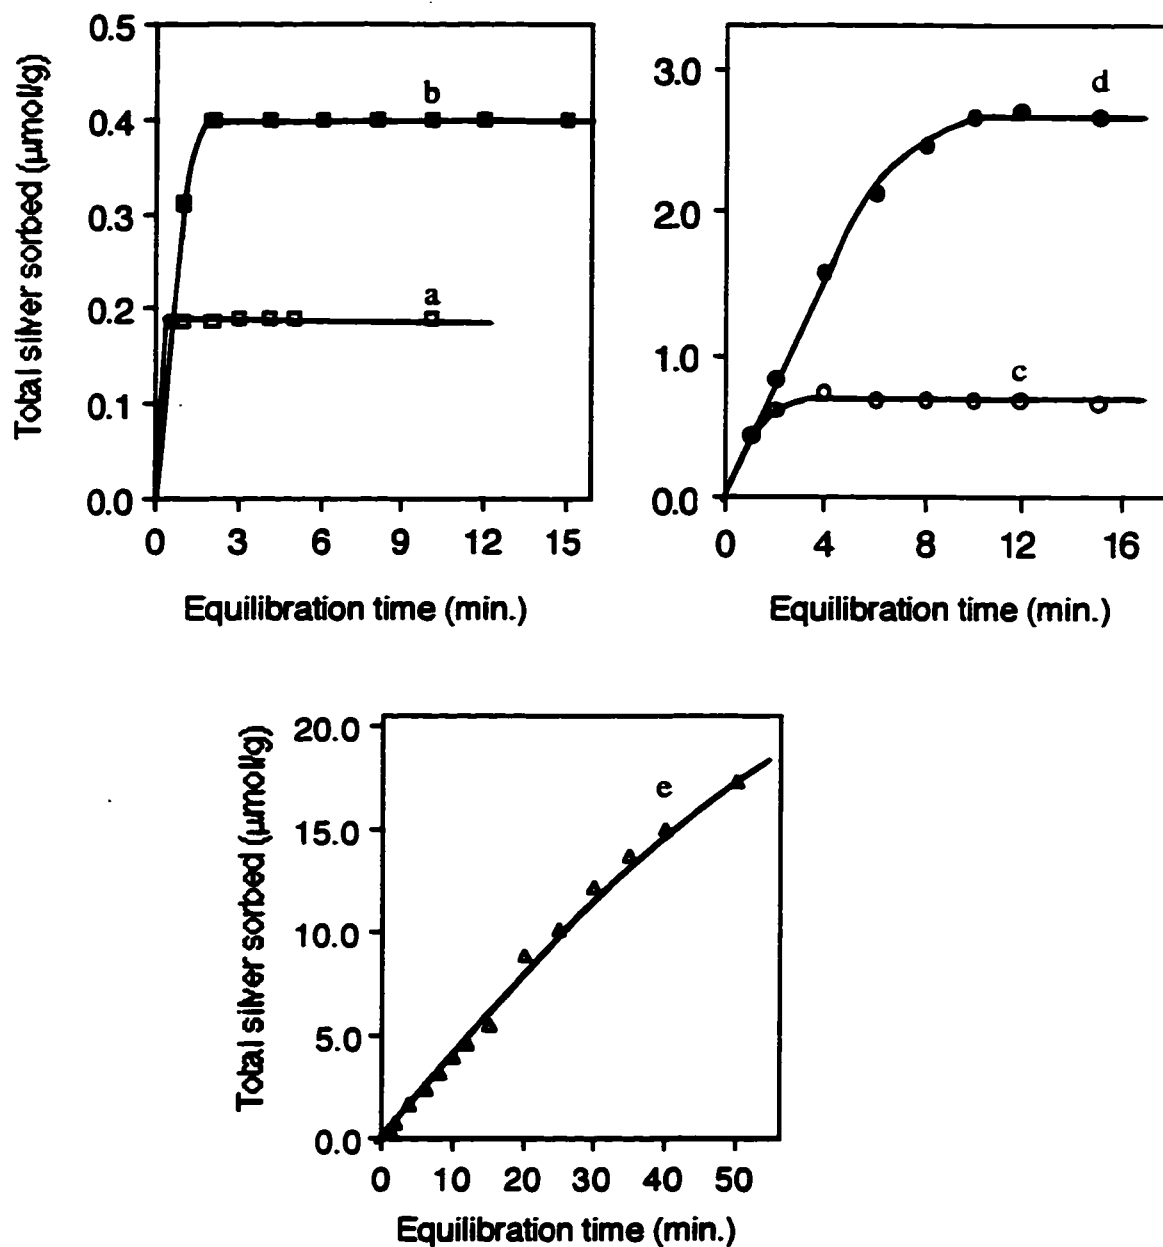 Total silver sorbed (μmol/g)
0.5
0.4
0.3
0.2
0.1
0.0
b
a
0 3 6 9 12 15
Equilibration time (min.)
3.0
2.0
1.0
0.0
d
c
0 4 8 12 16
Equilibration time (min.)
Total silver sorbed (μmol/g)
20.0
15.0
10.0
5.0
0.0
e
0 10 20 30 40 50
Equilibration time (min.)